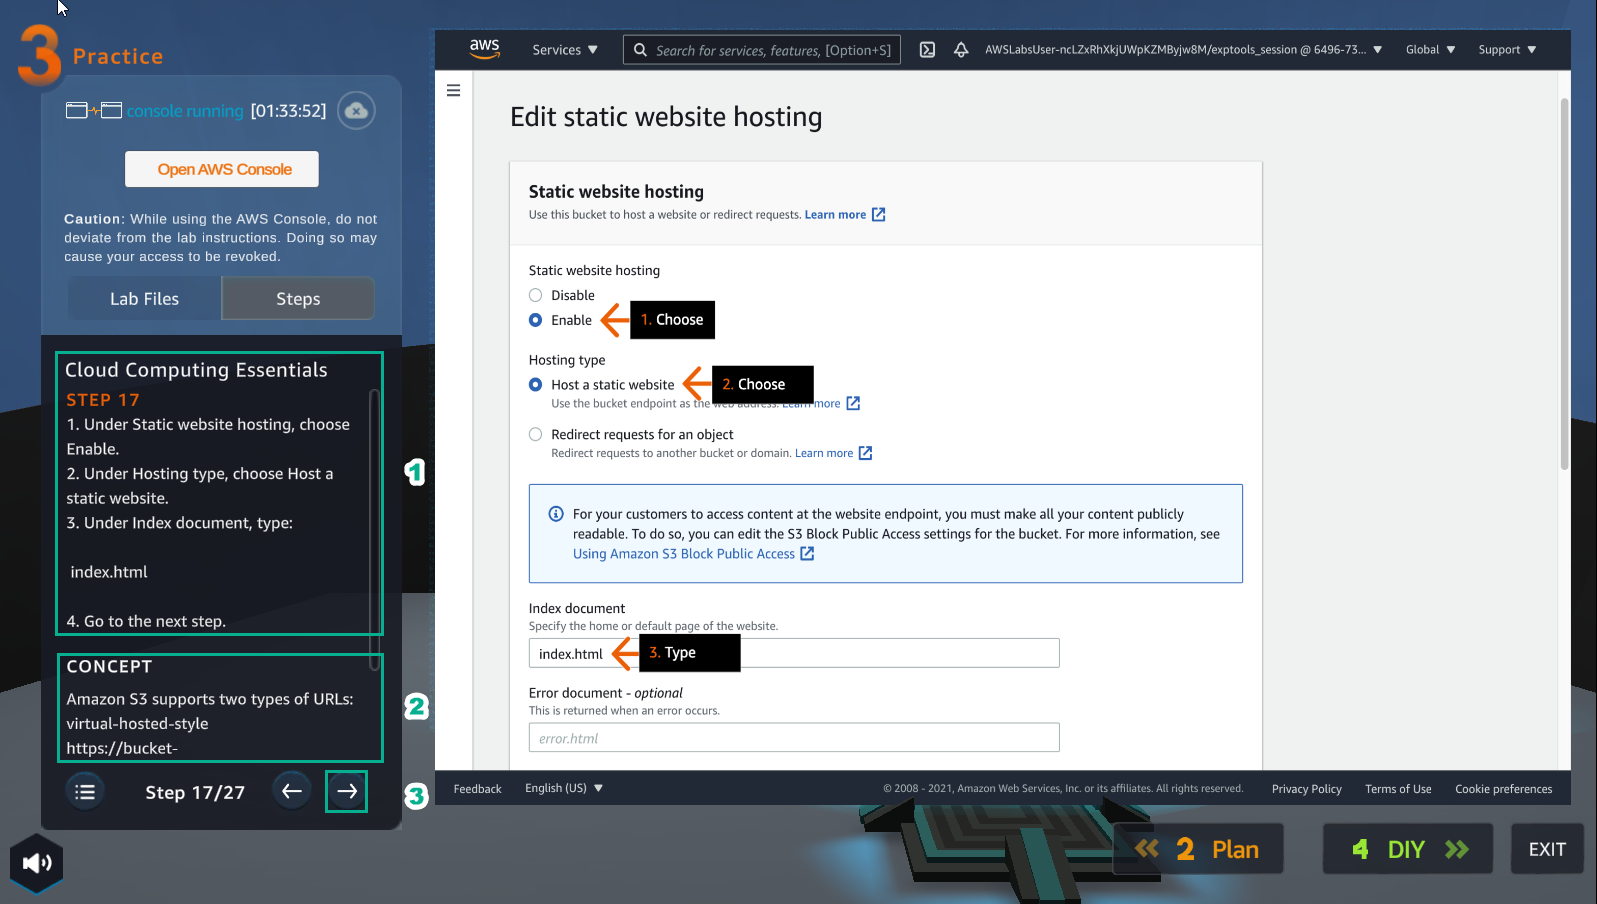 3 Practice
console running [01:33:52]
Open AWS Console
Caution: While using the AWS Console, do not
deviate from the lab instructions. Doing so may
cause your access to be revoked.
Lab Files
Steps
Cloud Computing Essentials
STEP 17
1. Under Static website hosting, choose
Enable.
2. Under Hosting type, choose Host a
static website.
3. Under Index document, type:
index.html
4. Go to the next step.
1
CONCEPT
Amazon S3 supports two types of URLs:
virtual-hosted-style
https://bucket-
2
Step 17/27
3
aws
Services
Search for services, features, [Option+S]
AWSLabsUser-ncLZxRhXkjUWpKZMByjw8M/exptools_session @ 6496-73...
Global
Support
Edit static website hosting
Static website hosting
Use this bucket to host a website or redirect requests. Learn more
Static website hosting
Disable
Enable
1. Choose
Hosting type
Host a static website
2. Choose
Use the bucket endpoint as the web address. Learn more
Redirect requests for an object
Redirect requests to another bucket or domain. Learn more
For your customers to access content at the website endpoint, you must make all your content publicly
readable. To do so, you can edit the S3 Block Public Access settings for the bucket. For more information, see
Using Amazon S3 Block Public Access
Index document
Specify the home or default page of the website.
index.html
3. Type
Error document - optional
This is returned when an error occurs.
error.html
Feedback
English (US)
© 2008 - 2021, Amazon Web Services, Inc. or its affiliates. All rights reserved.
Privacy Policy
Terms of Use
Cookie preferences
2 Plan
4 DIY
EXIT